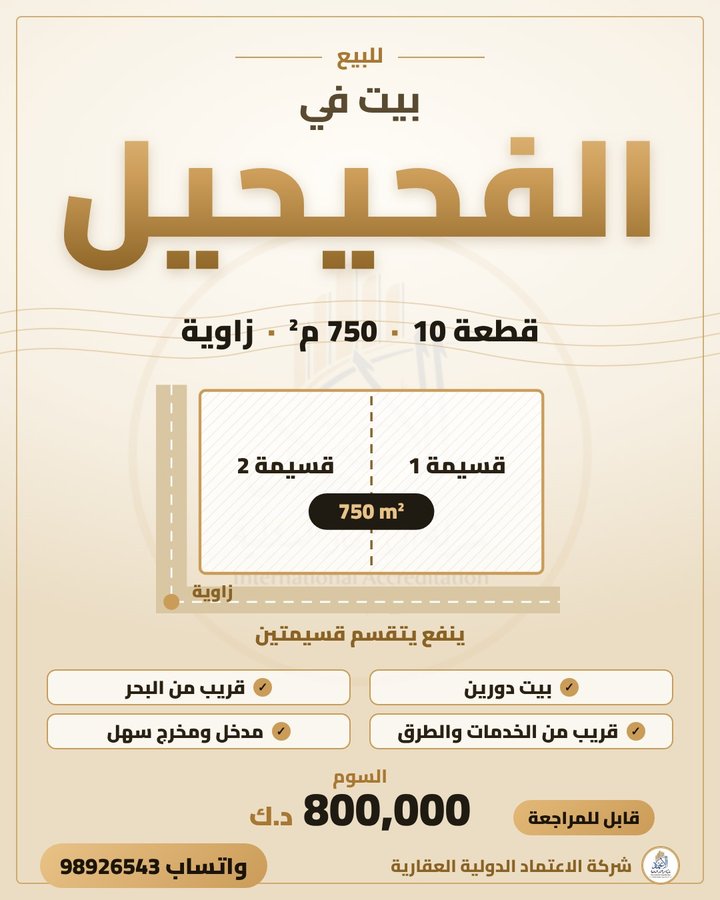 للبيع
بيت في
الفحيحيل
قطعة 10 · 750 م² · زاوية
قسيمة 1
قسيمة 2
750 m²
International Accreditation
زاوية
ينفع يتقسم قسيمتين
بيت دورين
قريب من البحر
قريب من الخدمات والطرق
مدخل ومخرج سهل
السوم
800,000 د.ك
قابل للمراجعة
شركة الاعتماد الدولية العقارية
واتساب 98926543